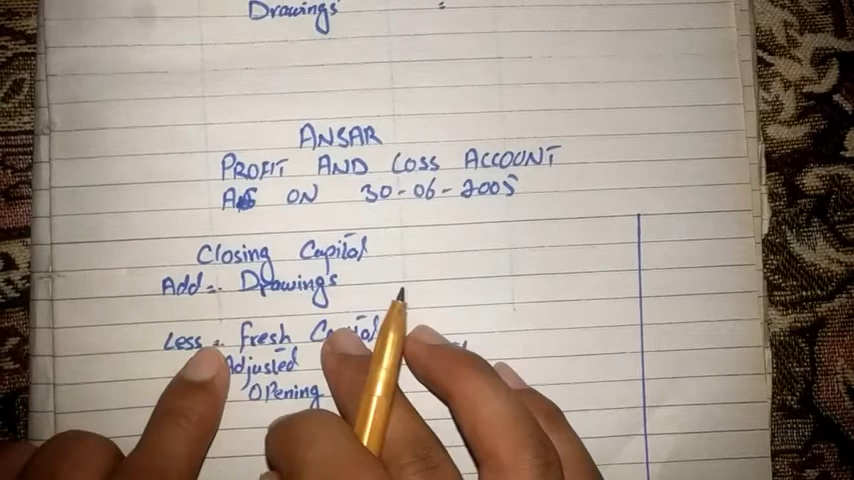 Drawings
ANSAR
PROFIT AND LOSS ACCOUNT
AS ON 30-06-2005
Closing Capital
Add:- Drawings
Less:- Fresh Capital
Adjusted
Opening